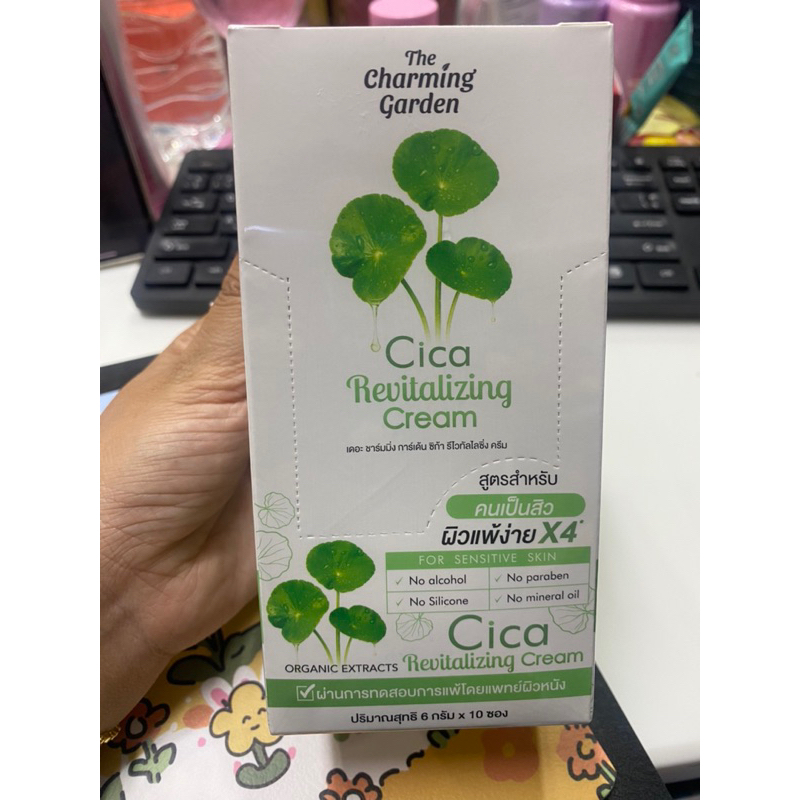 The
Charming
Garden
Cica
Revitalizing
Cream
เดอะ ชาร์มมิ่ง การ์เด้น ซิก้า รีไวทัลไลซิ่ง ครีม
สูตรสำหรับ
คนเป็นสิว
ผิวแพ้ง่าย X4*
FOR SENSITIVE SKIN
✓ No alcohol ✓ No paraben
✓ No Silicone ✓ No mineral oil
Cica
ORGANIC EXTRACTS Revitalizing Cream
ผ่านการทดสอบการแพ้โดยแพทย์ผิวหนัง
ปริมาณสุทธิ 6 กรัม x 10 ซอง